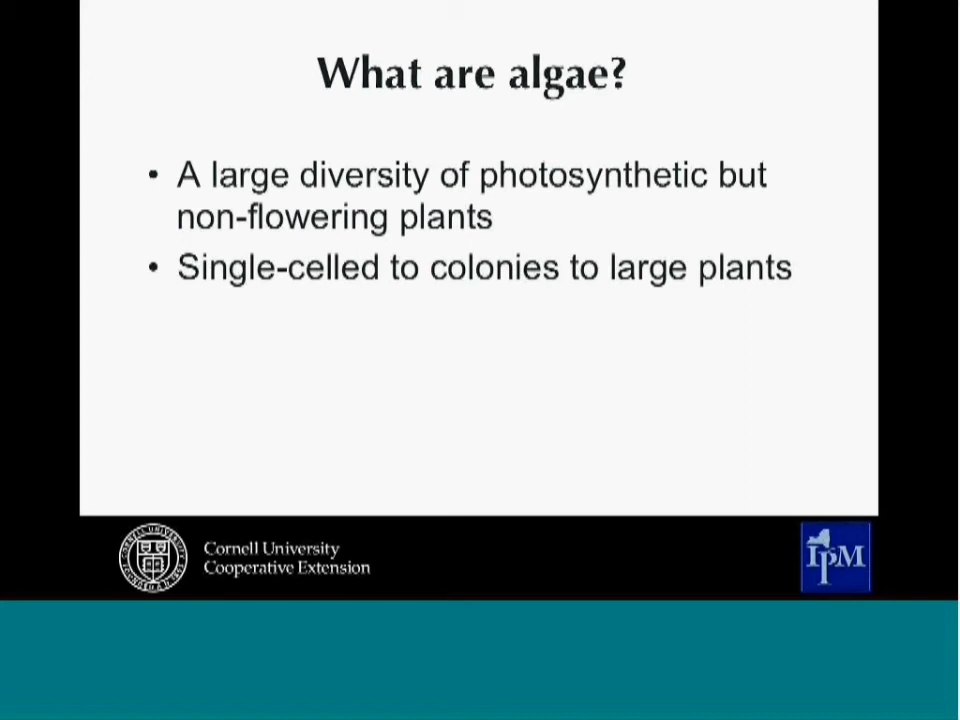 What are algae?
• A large diversity of photosynthetic but
non-flowering plants
• Single-celled to colonies to large plants
Cornell University
Cooperative Extension
IPM